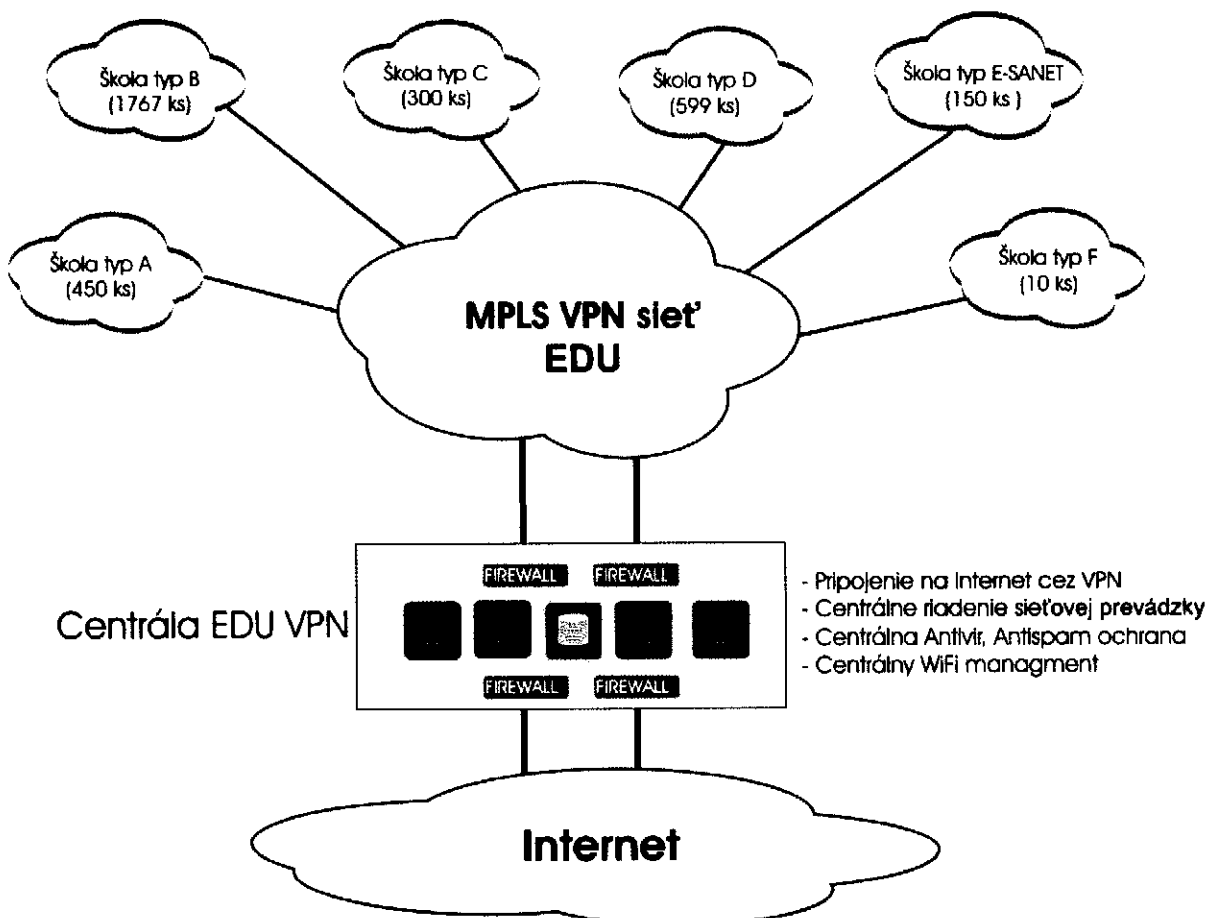 Škola typ B
(1767 ks)
Škola typ C
(300 ks)
Škola typ D
(599 ks)
Škola typ E-SANET
(150 ks )
Škola typ A
(450 ks)
Škola typ F
(10 ks)
MPLS VPN sieť
EDU
Centrála EDU VPN
FIREWALL
FIREWALL
FIREWALL
FIREWALL
- Pripojenie na Internet cez VPN
- Centrálne riadenie sieťovej prevádzky
- Centrálna Antivir, Antispam ochrana
- Centrálny WiFi managment
Internet